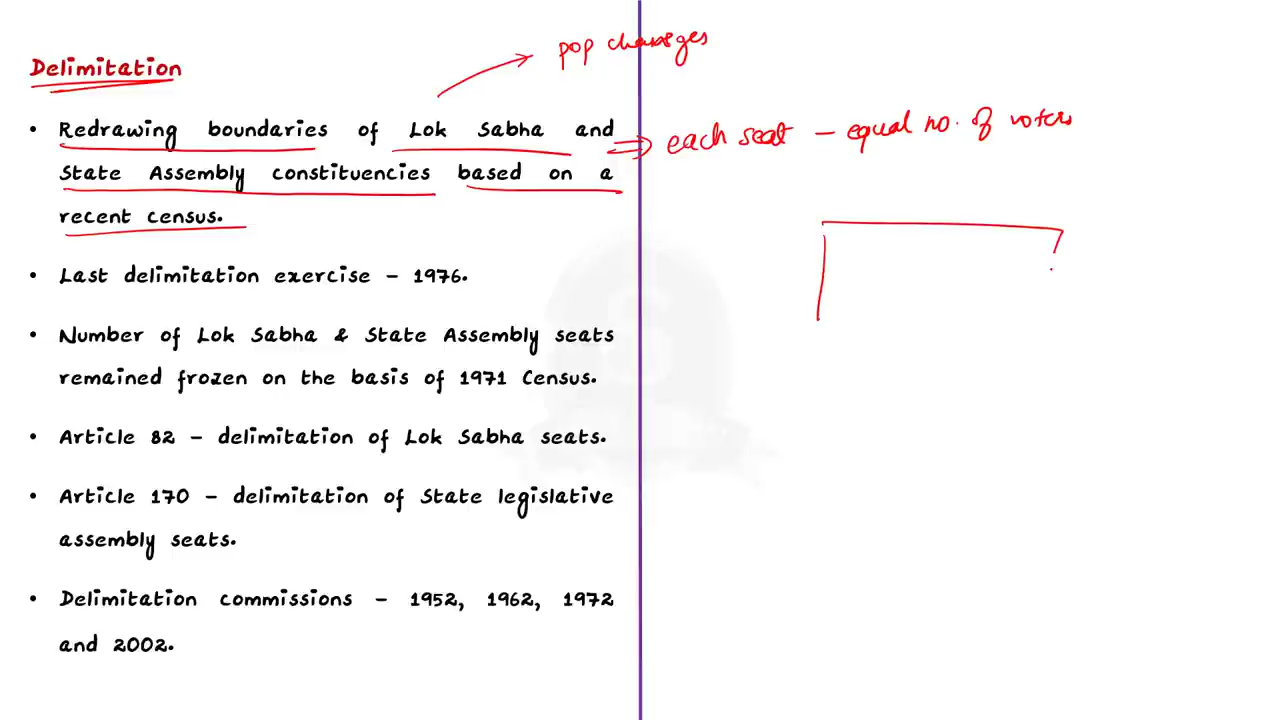 Delimitation
pop changes
• Redrawing boundaries of Lok Sabha and
each seat – equal no. of voters
State Assembly constituencies based on a
recent census.
• Last delimitation exercise – 1976.
• Number of Lok Sabha & State Assembly seats
remained frozen on the basis of 1971 Census.
• Article 82 – delimitation of Lok Sabha seats.
• Article 170 – delimitation of State legislative
assembly seats.
• Delimitation commissions – 1952, 1962, 1972
and 2002.